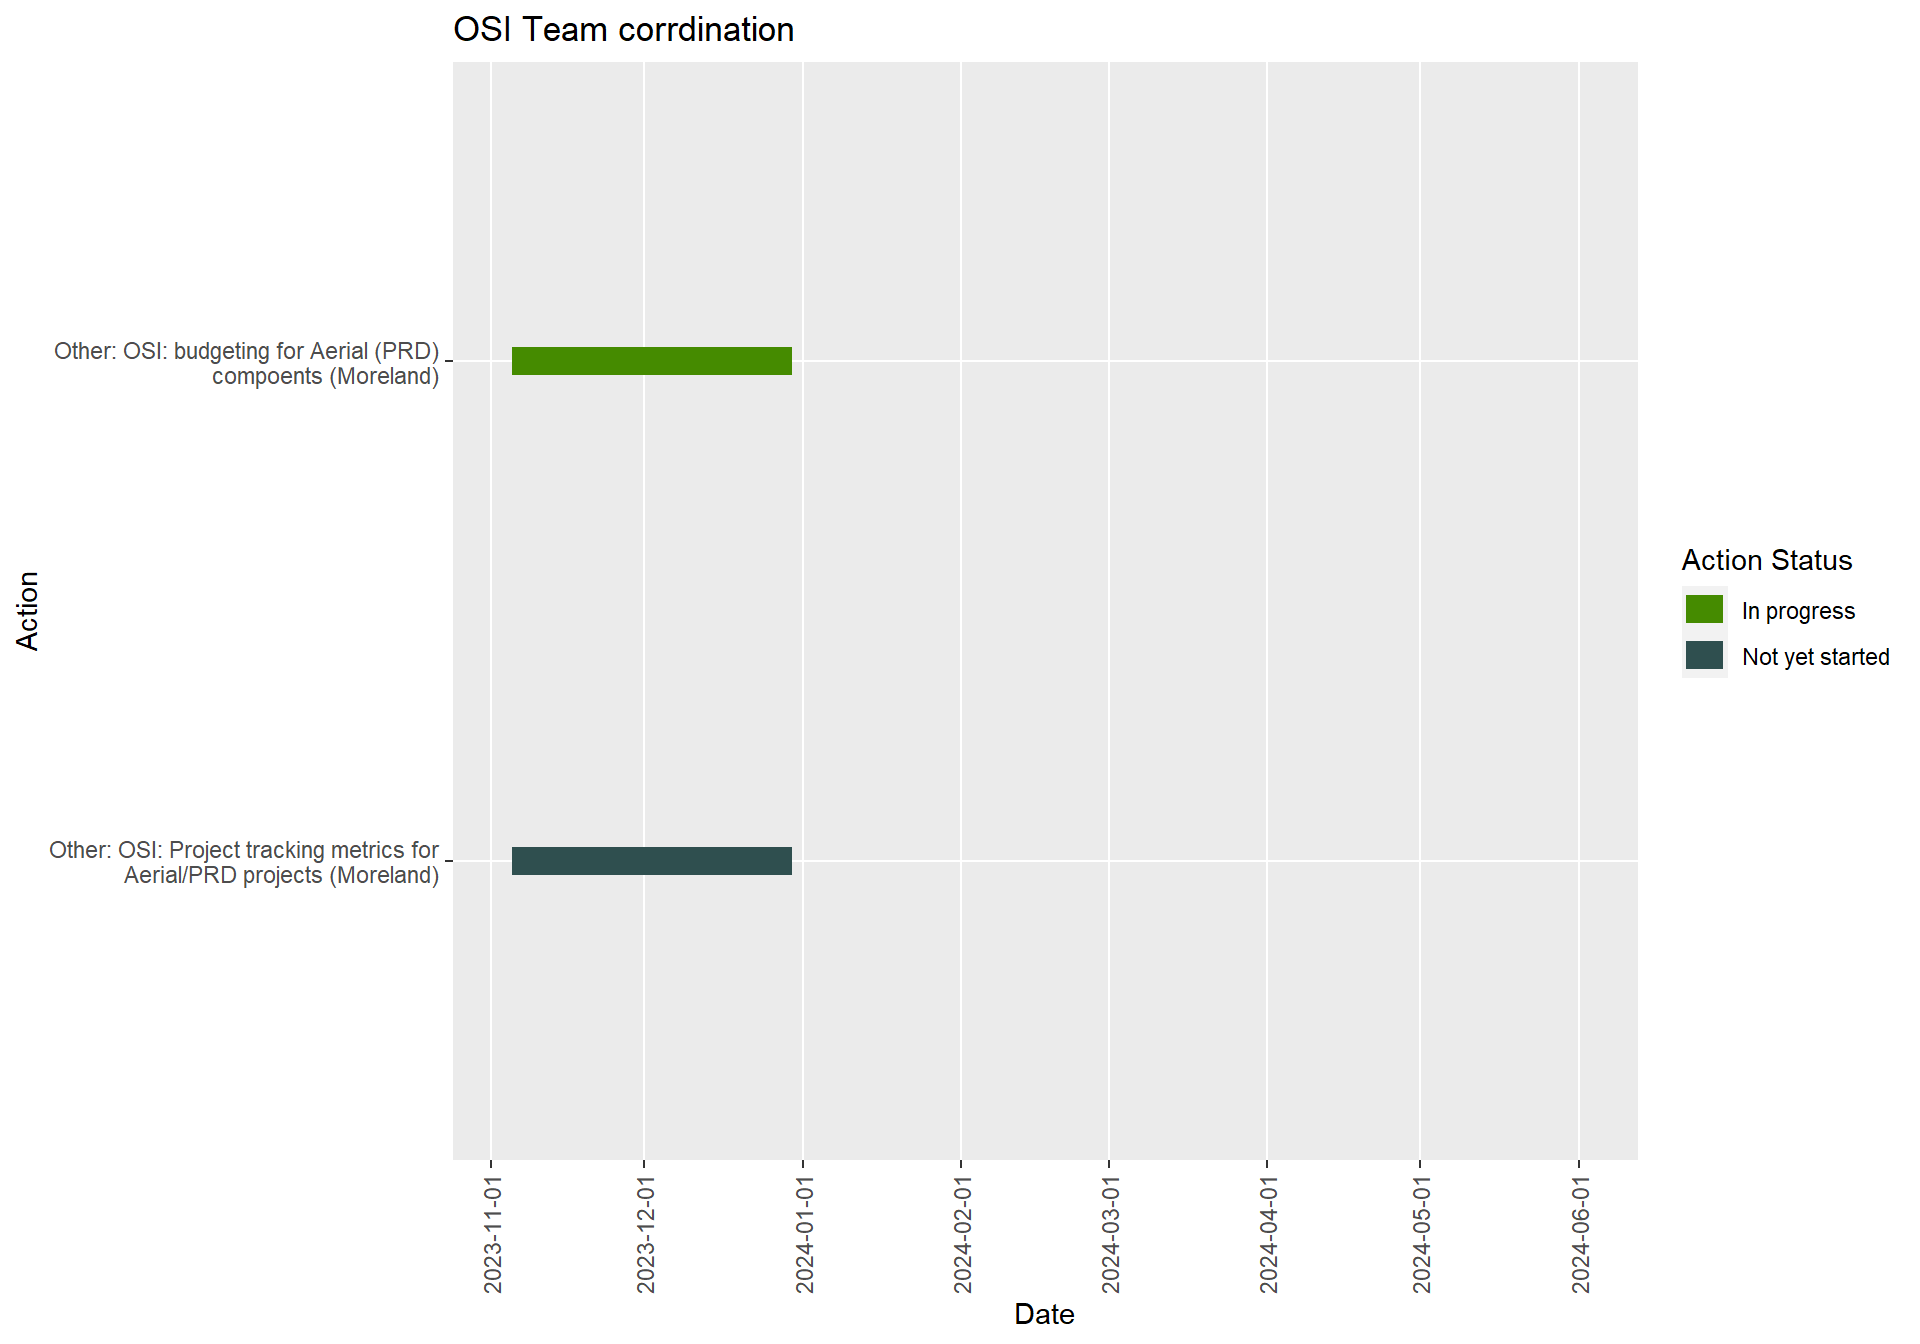 OSI Team corrdination
Action
Other: OSI: budgeting for Aerial (PRD)
compoents (Moreland)
Other: OSI: Project tracking metrics for
Aerial/PRD projects (Moreland)
2023-11-01
2023-12-01
2024-01-01
2024-02-01
2024-03-01
2024-04-01
2024-05-01
2024-06-01
Date
Action Status
In progress
Not yet started